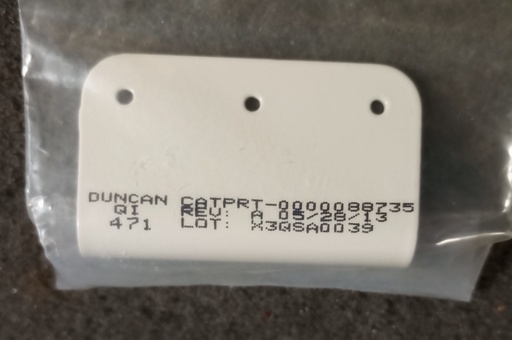 DUNCAN CATPRT-0000088735
QI REV: A 05/28/13
471 LOT: X3QSA0039